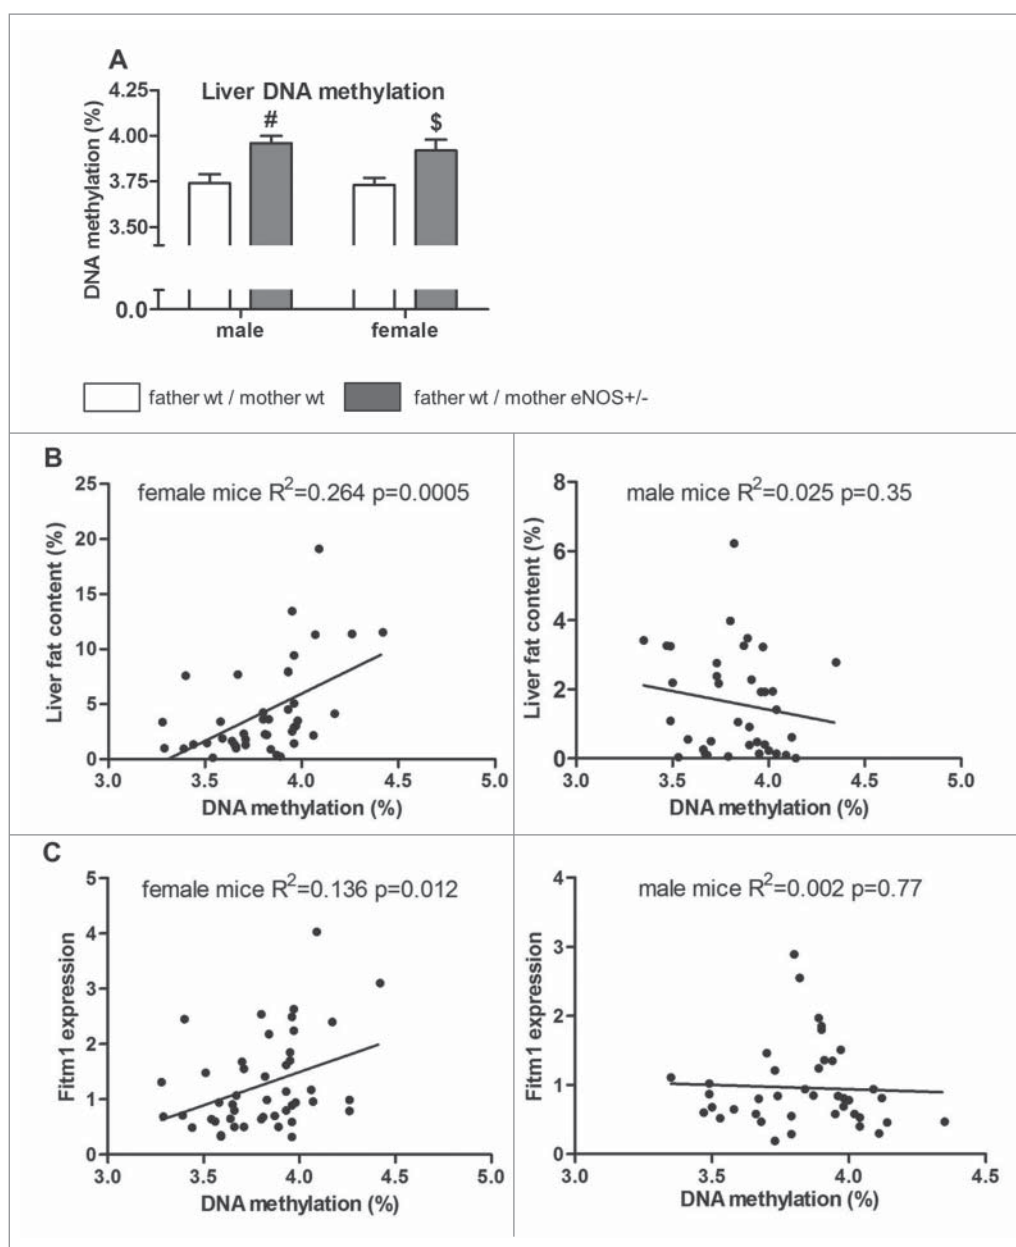 A
Liver DNA methylation
DNA methylation (%)
4.25
4.00
3.75
3.50
0.0
#
$
male
female
father wt / mother wt
father wt / mother eNOS+/-
B
female mice R²=0.264 p=0.0005
Liver fat content (%)
25
20
15
10
5
0
3.0
3.5
4.0
4.5
5.0
DNA methylation (%)
male mice R²=0.025 p=0.35
Liver fat content (%)
8
6
4
2
0
3.0
3.5
4.0
4.5
5.0
DNA methylation (%)
C
female mice R²=0.136 p=0.012
Fitm1 expression
5
4
3
2
1
0
3.0
3.5
4.0
4.5
5.0
DNA methylation (%)
male mice R²=0.002 p=0.77
Fitm1 expression
4
3
2
1
0
3.0
3.5
4.0
4.5
DNA methylation (%)